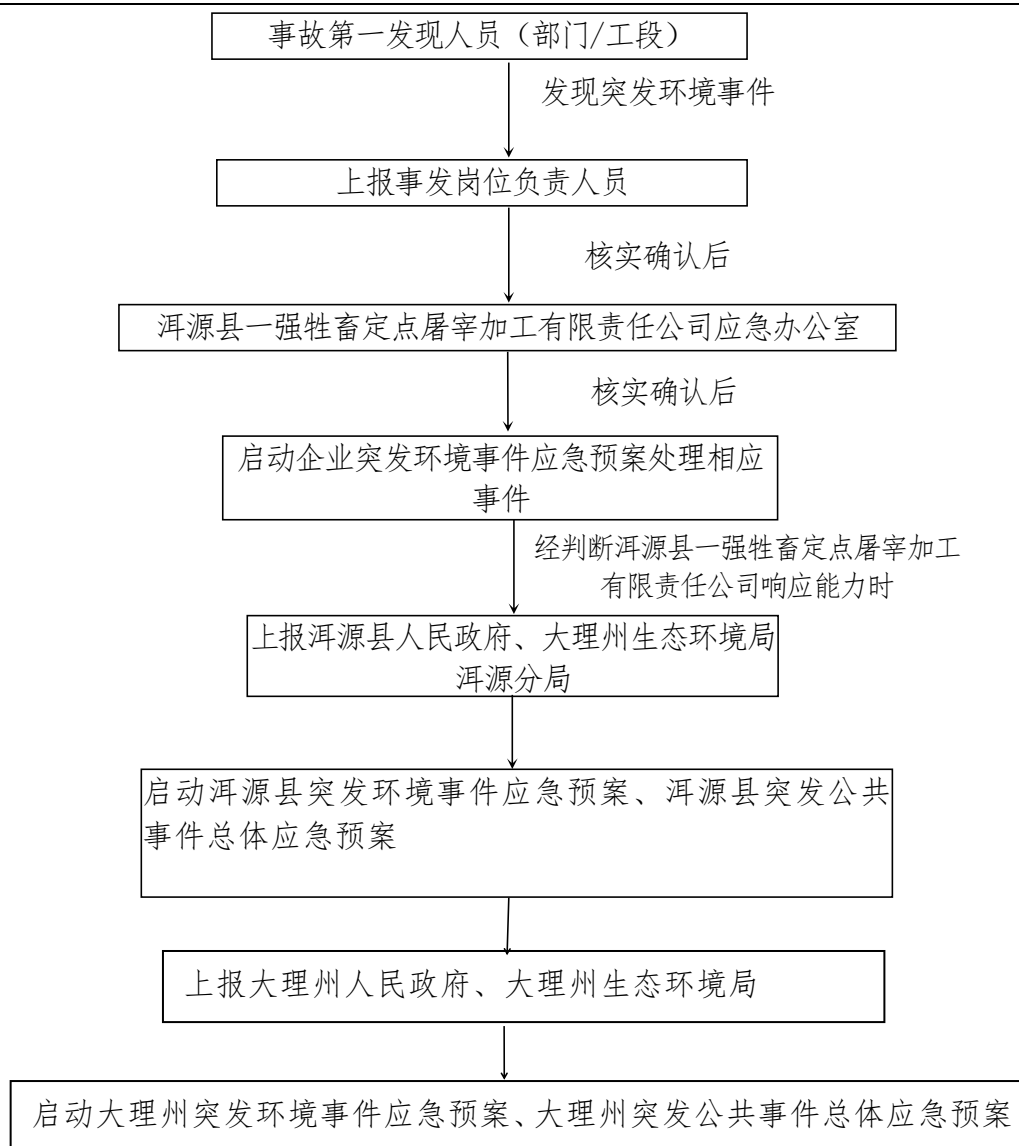 事故第一发现人员（部门/工段）
发现突发环境事件
上报事发岗位负责人员
核实确认后
洱源县一强牲畜定点屠宰加工有限责任公司应急办公室
核实确认后
启动企业突发环境事件应急预案处理相应
事件
经判断洱源县一强牲畜定点屠宰加工
有限责任公司响应能力时
上报洱源县人民政府、大理州生态环境局
洱源分局
启动洱源县突发环境事件应急预案、洱源县突发公共
事件总体应急预案
上报大理州人民政府、大理州生态环境局
启动大理州突发环境事件应急预案、大理州突发公共事件总体应急预案